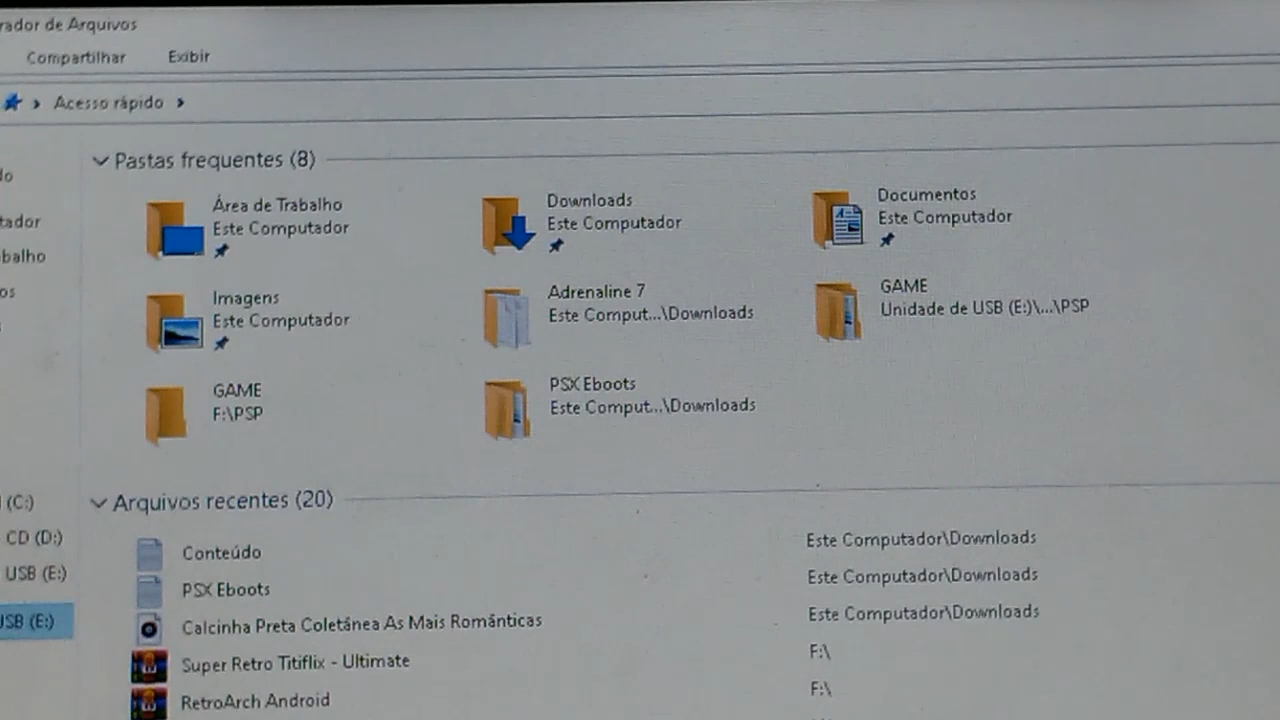 rador de Arquivos
Compartilhar Exibir
Acesso rápido
Pastas frequentes (8)
Área de Trabalho
Este Computador
Downloads
Este Computador
Documentos
Este Computador
Imagens
Este Computador
Adrenaline 7
Este Comput...\Downloads
GAME
Unidade de USB (E:)\...\PSP
GAME
F:\PSP
PSX Eboots
Este Comput...\Downloads
do
tador
balho
os
(C:)
CD (D:)
USB (E:)
USB (E:)
Arquivos recentes (20)
Conteúdo Este Computador\Downloads
PSX Eboots Este Computador\Downloads
Calcinha Preta Coletânea As Mais Românticas Este Computador\Downloads
Super Retro Titiflix - Ultimate F:\
RetroArch Android F:\